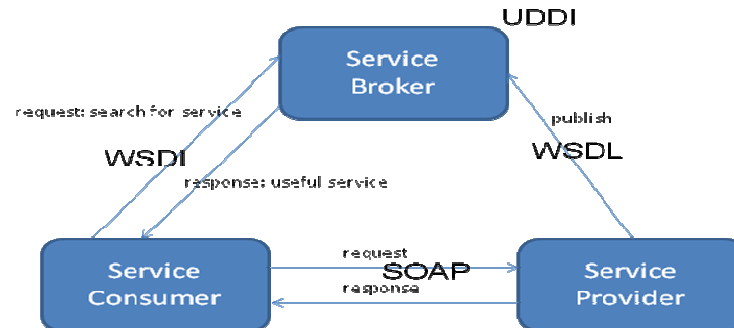 UDDI
Service
Broker
request: search for service
publish
WSDI
WSDL
response: useful service
request
SOAP
response
Service
Consumer
Service
Provider